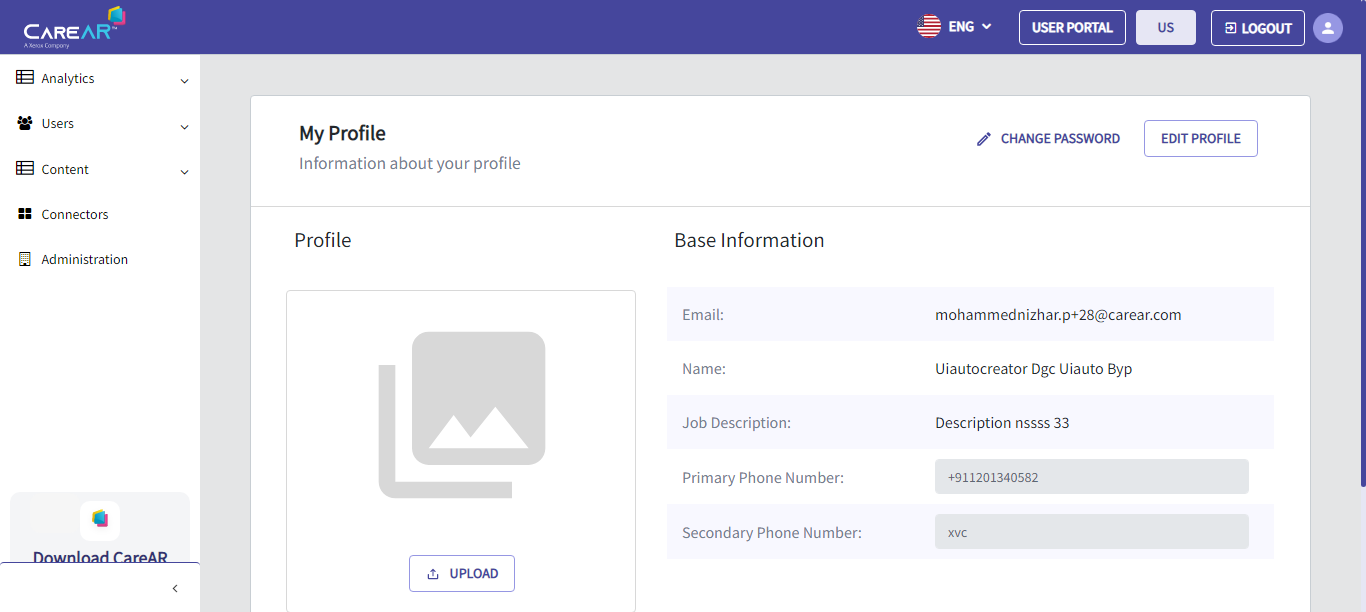 CAREAR™
A Xerox Company
ENG
USER PORTAL
US
LOGOUT
Analytics
Users
Content
Connectors
Administration
Download CareAR
My Profile
Information about your profile
CHANGE PASSWORD
EDIT PROFILE
Profile
UPLOAD
Base Information
Email: mohammednizhar.p+28@carear.com
Name: Uiautocreator Dgc Uiauto Byp
Job Description: Description nssss 33
Primary Phone Number: +911201340582
Secondary Phone Number: xvc